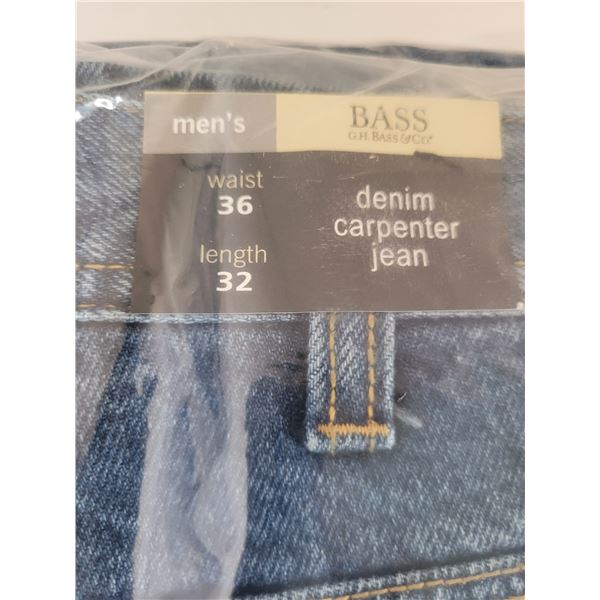 men's
BASS
G.H. BASS & CO.
waist
36
length
32
denim
carpenter
jean